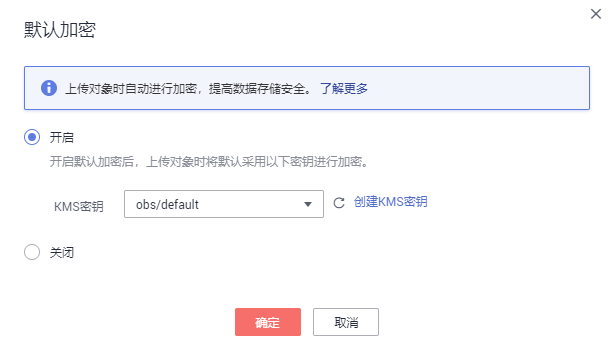 默认加密
上传对象时自动进行加密，提高数据存储安全。了解更多
开启
开启默认加密后，上传对象时将默认采用以下密钥进行加密。
KMS密钥 obs/default 创建KMS密钥
关闭
确定 取消